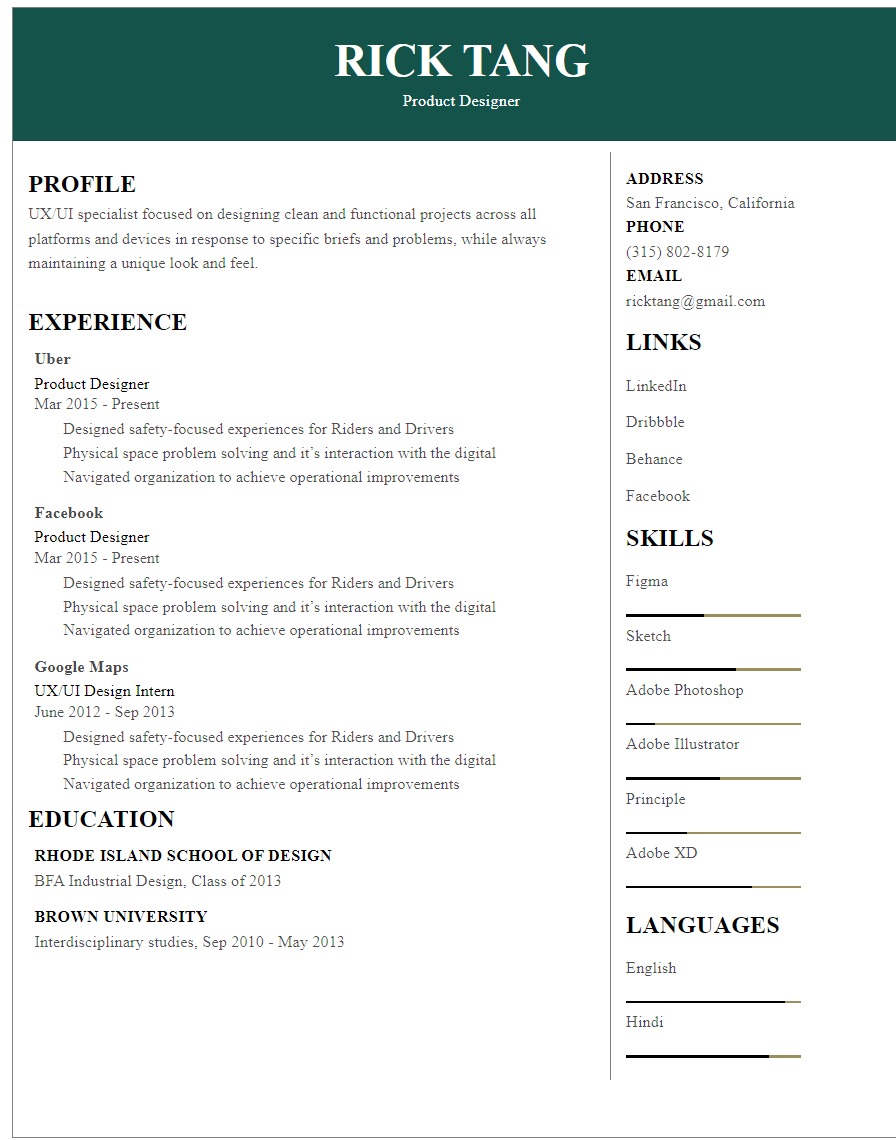 RICK TANG
Product Designer
PROFILE
UX/UI specialist focused on designing clean and functional projects across all
platforms and devices in response to specific briefs and problems, while always
maintaining a unique look and feel.
EXPERIENCE
Uber
Product Designer
Mar 2015 - Present
Designed safety-focused experiences for Riders and Drivers
Physical space problem solving and it’s interaction with the digital
Navigated organization to achieve operational improvements
Facebook
Product Designer
Mar 2015 - Present
Designed safety-focused experiences for Riders and Drivers
Physical space problem solving and it’s interaction with the digital
Navigated organization to achieve operational improvements
Google Maps
UX/UI Design Intern
June 2012 - Sep 2013
Designed safety-focused experiences for Riders and Drivers
Physical space problem solving and it’s interaction with the digital
Navigated organization to achieve operational improvements
EDUCATION
RHODE ISLAND SCHOOL OF DESIGN
BFA Industrial Design, Class of 2013
BROWN UNIVERSITY
Interdisciplinary studies, Sep 2010 - May 2013
ADDRESS
San Francisco, California
PHONE
(315) 802-8179
EMAIL
ricktang@gmail.com
LINKS
LinkedIn
Dribbble
Behance
Facebook
SKILLS
Figma
Sketch
Adobe Photoshop
Adobe Illustrator
Principle
Adobe XD
LANGUAGES
English
Hindi